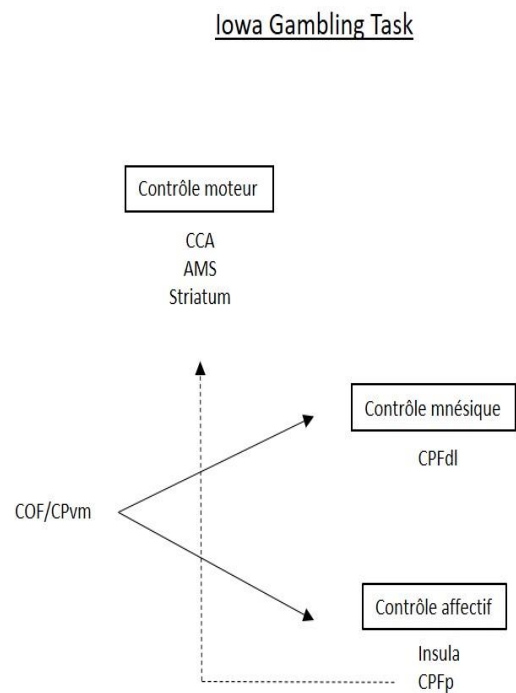 Iowa Gambling Task
Contrôle moteur
CCA
AMS
Striatum
Contrôle mnésique
CPFdl
COF/CPvm
Contrôle affectif
Insula
CPFp